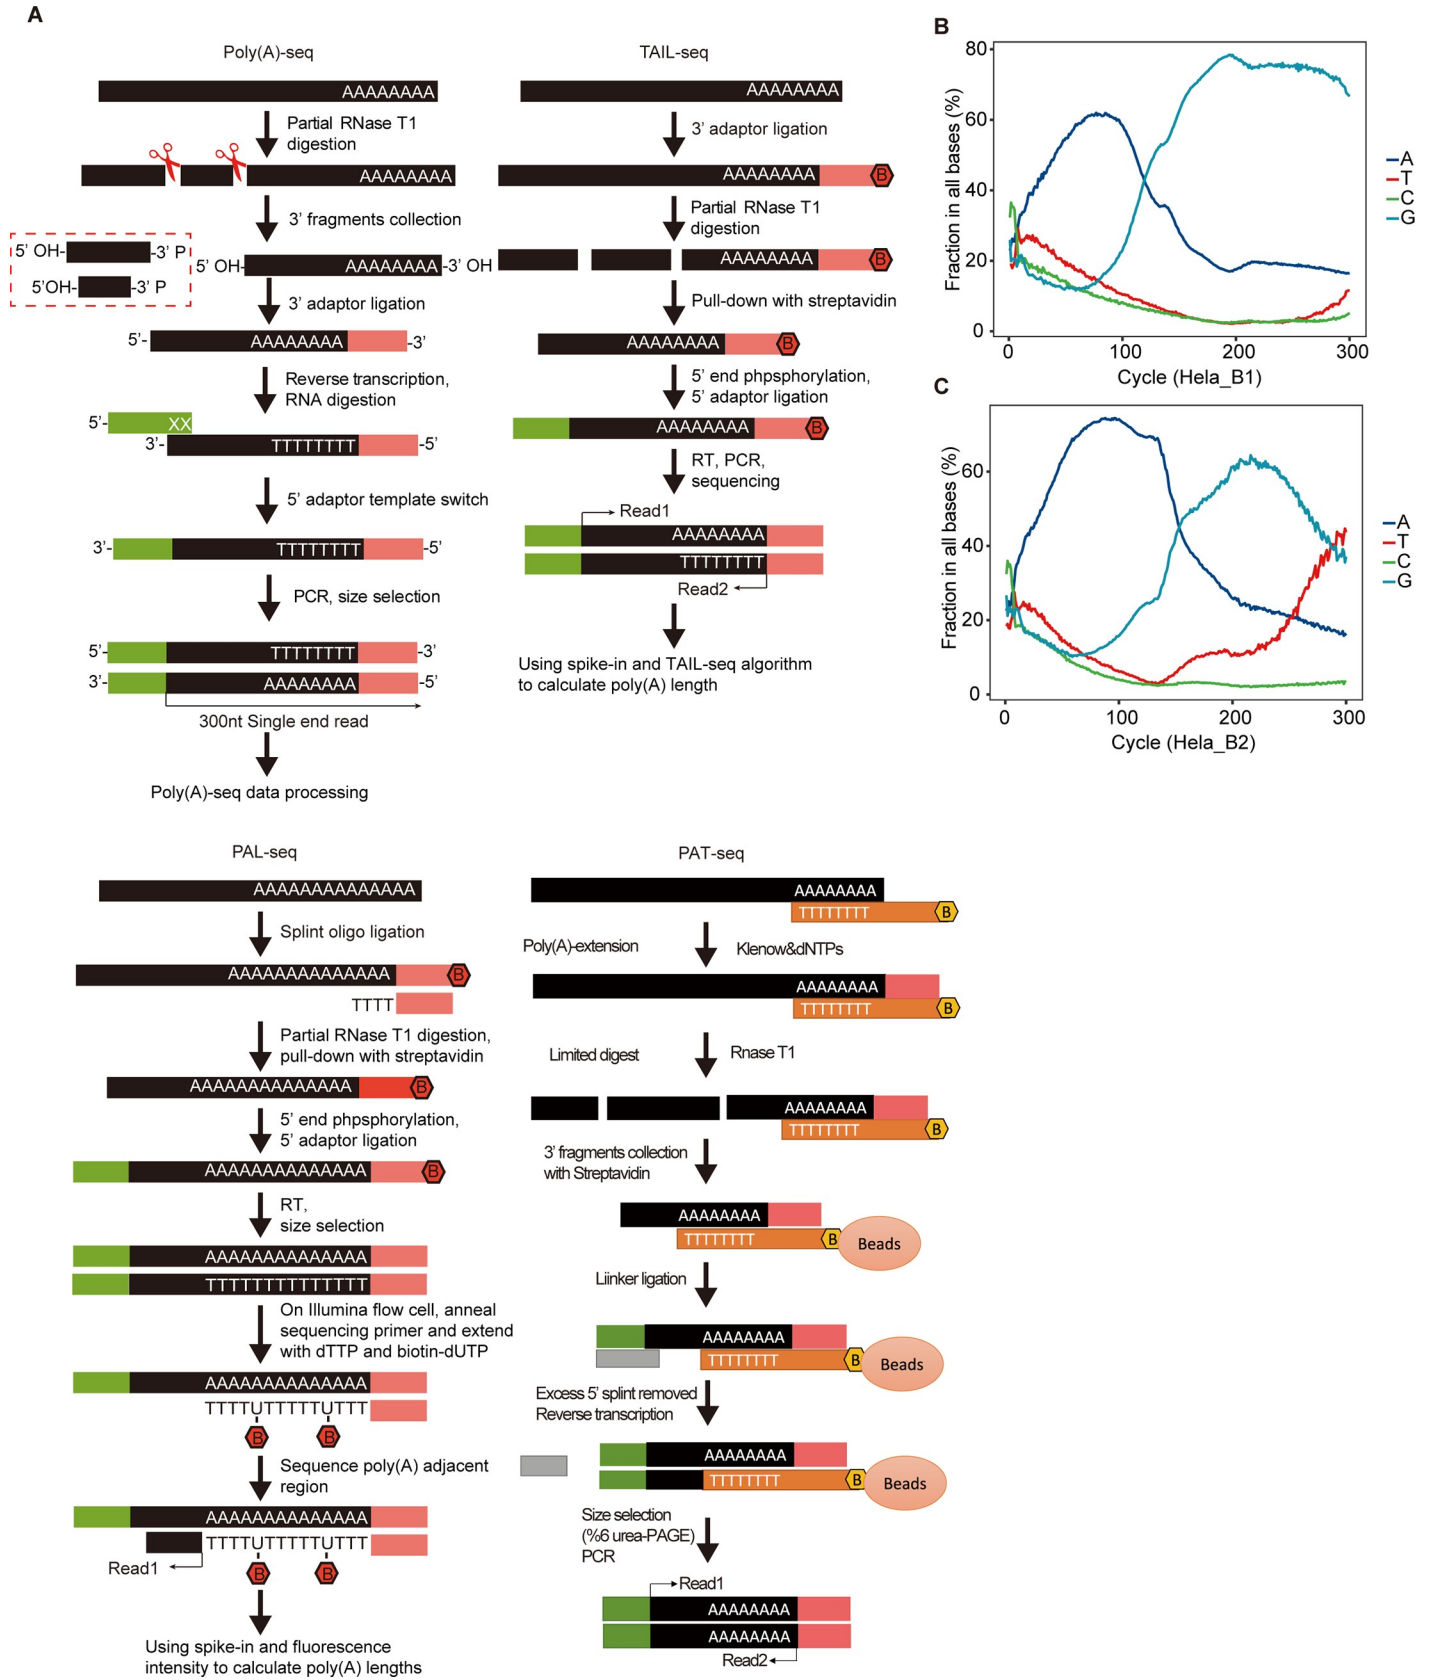 A
Poly(A)-seq
AAAAAAAA
Partial RNase T1
digestion
AAAAAAAA
3’ fragments collection
5’ OH- -3’ P
5’OH- -3’ P
5’ OH- AAAAAAAA -3’ OH
3’ adaptor ligation
5’- AAAAAAAA -3’
Reverse transcription,
RNA digestion
5’- XX
3’- TTTTTTTT -5’
5’ adaptor template switch
3’- TTTTTTTT -5’
PCR, size selection
5’- TTTTTTTT -3’
3’- AAAAAAAA -5’
300nt Single end read
Poly(A)-seq data processing
TAIL-seq
AAAAAAAA
3’ adaptor ligation
AAAAAAAA B
Partial RNase T1
digestion
AAAAAAAA B
Pull-down with streptavidin
AAAAAAAA B
5’ end phpsphorylation,
5’ adaptor ligation
AAAAAAAA B
RT, PCR,
sequencing
Read1
AAAAAAAA
TTTTTTTT
Read2
Using spike-in and TAIL-seq algorithm
to calculate poly(A) length
B
Fraction in all bases (%)
80
60
40
20
0
0 100 200 300
Cycle (Hela_B1)
A
T
C
G
C
Fraction in all bases (%)
60
40
20
0
0 100 200 300
Cycle (Hela_B2)
A
T
C
G
PAL-seq
AAAAAAAAAAAAAA
Splint oligo ligation
AAAAAAAAAAAAAA B
TTTT
Partial RNase T1 digestion,
pull-down with streptavidin
AAAAAAAAAAAAAA B
5’ end phpsphorylation,
5’ adaptor ligation
AAAAAAAAAAAAAA B
RT,
size selection
AAAAAAAAAAAAAA
TTTTTTTTTTTTTT
On Illumina flow cell, anneal
sequencing primer and extend
with dTTP and biotin-dUTP
AAAAAAAAAAAAAA
TTTTUTTTTTUTTT
B B
Sequence poly(A) adjacent
region
AAAAAAAAAAAAAA
TTTTUTTTTTUTTT
Read1
B B
Using spike-in and fluorescence
intensity to calculate poly(A) lengths
PAT-seq
AAAAAAAA
TTTTTTTT B
Poly(A)-extension Klenow&dNTPs
AAAAAAAA
TTTTTTTT B
Limited digest Rnase T1
AAAAAAAA
TTTTTTTT B
3’ fragments collection
with Streptavidin
AAAAAAAA
TTTTTTTT B Beads
Liinker ligation
AAAAAAAA
TTTTTTTT B Beads
Excess 5’ splint removed
Reverse transcription
AAAAAAAA
TTTTTTTT B Beads
Size selection
(%6 urea-PAGE)
PCR
Read1
AAAAAAAA
AAAAAAAA
Read2